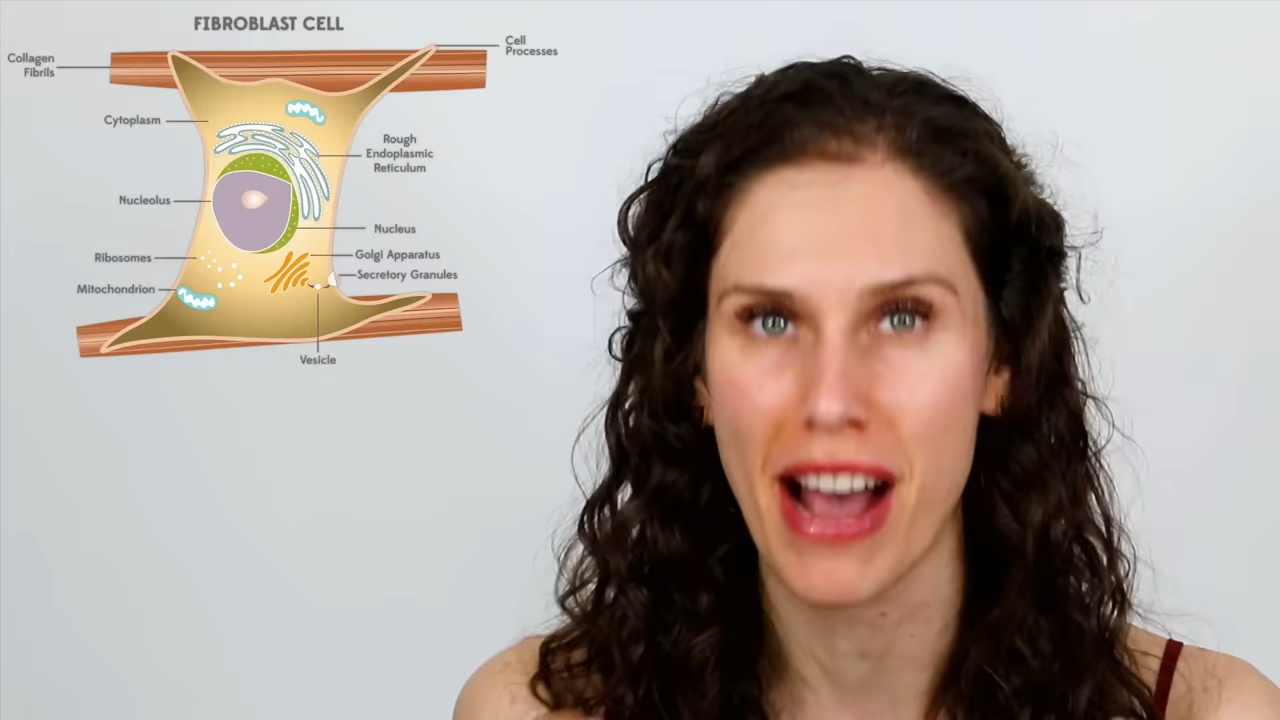 FIBROBLAST CELL
Collagen
Fibrils
Cell
Processes
Cytoplasm
Rough
Endoplasmic
Reticulum
Nucleolus
Nucleus
Ribosomes
Golgi Apparatus
Secretory Granules
Mitochondrion
Vesicle